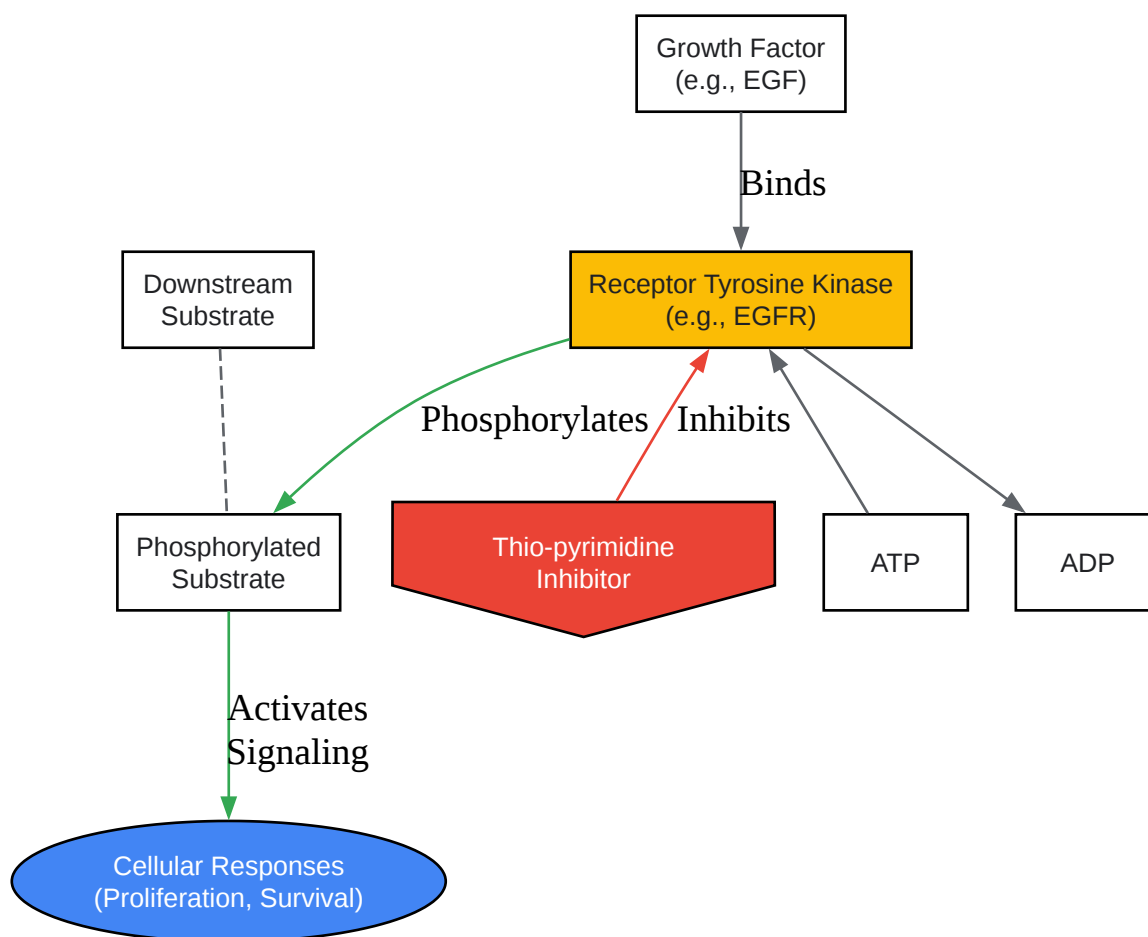 Growth Factor
(e.g., EGF)
Binds
Downstream
Substrate
Receptor Tyrosine Kinase
(e.g., EGFR)
Phosphorylates
Inhibits
Phosphorylated
Substrate
Thio-pyrimidine
Inhibitor
ATP
ADP
Activates
Signaling
Cellular Responses
(Proliferation, Survival)